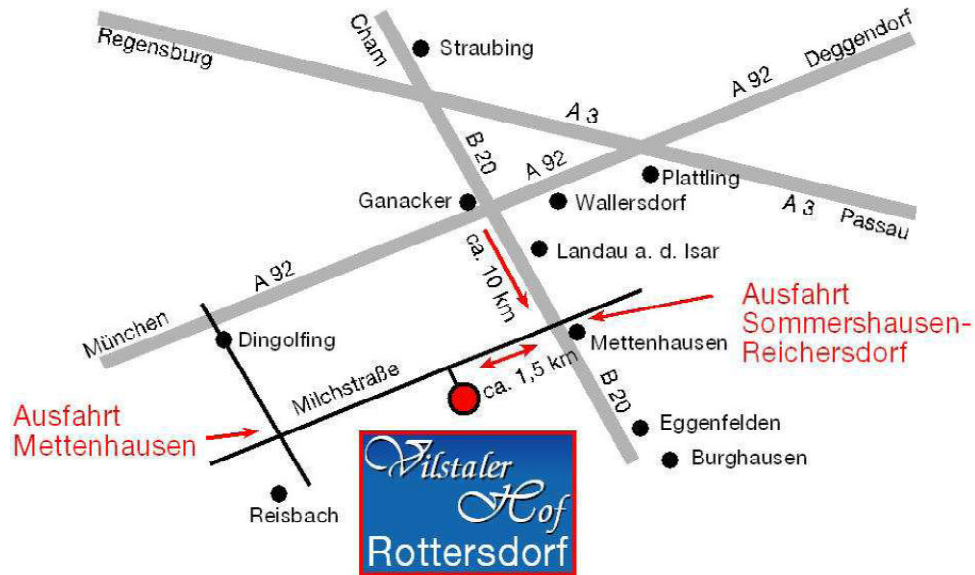 Regensburg
Cham
Straubing
Deggendorf
A 92
A 3
B 20
A 92
Plattling
Ganacker
Wallersdorf
A 3
Passau
Landau a. d. Isar
ca. 10 km
A 92
München
Dingolfing
Ausfahrt
Sommershausen-
Reichersdorf
Mettenhausen
ca. 1,5 km
Milchstraße
B 20
Ausfahrt
Mettenhausen
Eggenfelden
Burghausen
Reisbach
Vilstaler
Hof
Rottersdorf